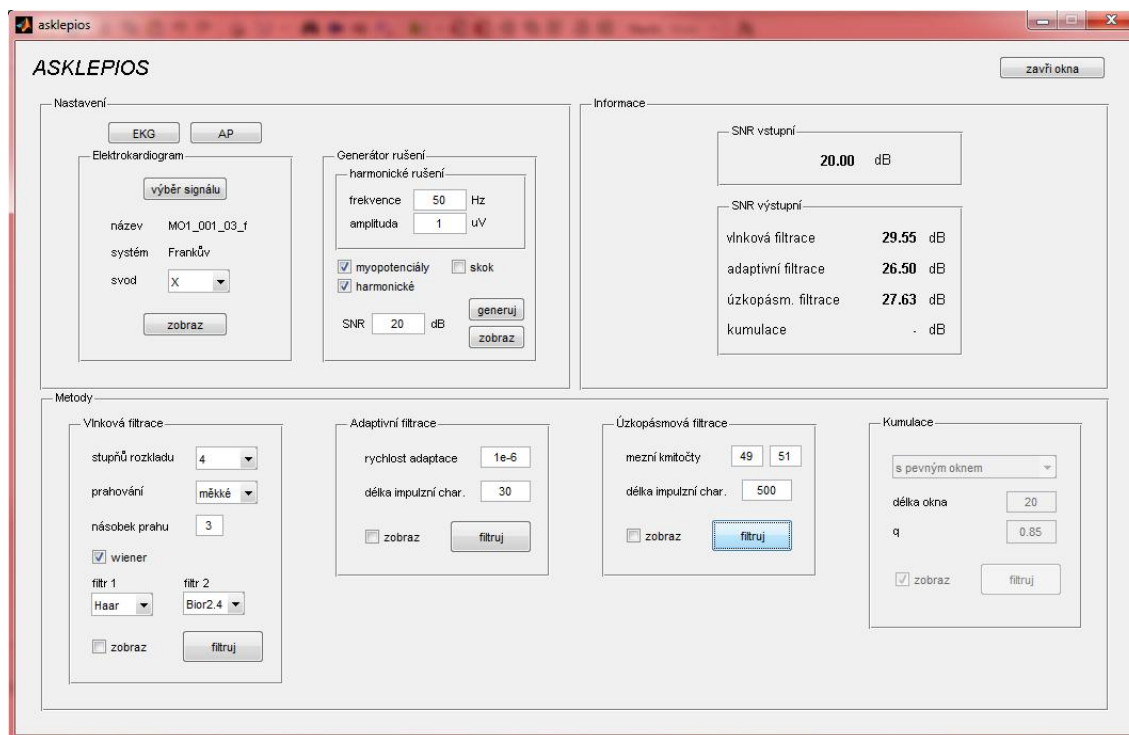 asklepios
ASKLEPIOS
zavři okna
Nastavení
EKG
AP
Elektrokardiogram
výběr signálu
název MO1_001_03_f
systém Frankův
svod X
zobraz
Generátor rušení
harmonické rušení
frekvence 50 Hz
amplituda 1 uV
myopotenciály
skok
harmonické
generuj
SNR 20 dB
zobraz
Informace
SNR vstupní
20.00 dB
SNR výstupní
vlnková filtrace 29.55 dB
adaptivní filtrace 26.50 dB
úzkopásm. filtrace 27.63 dB
kumulace - dB
Metody
Vlnková filtrace
stupňů rozkladu 4
prahování měkké
násobek prahu 3
wiener
filtr 1 filtr 2
Haar Bior2.4
zobraz filtruj
Adaptivní filtrace
rychlost adaptace 1e-6
délka impulzní char. 30
zobraz filtruj
Úzkopásmová filtrace
mezní kmitočty 49 51
délka impulzní char. 500
zobraz filtruj
Kumulace
s pevným oknem
délka okna 20
q 0.85
zobraz filtruj